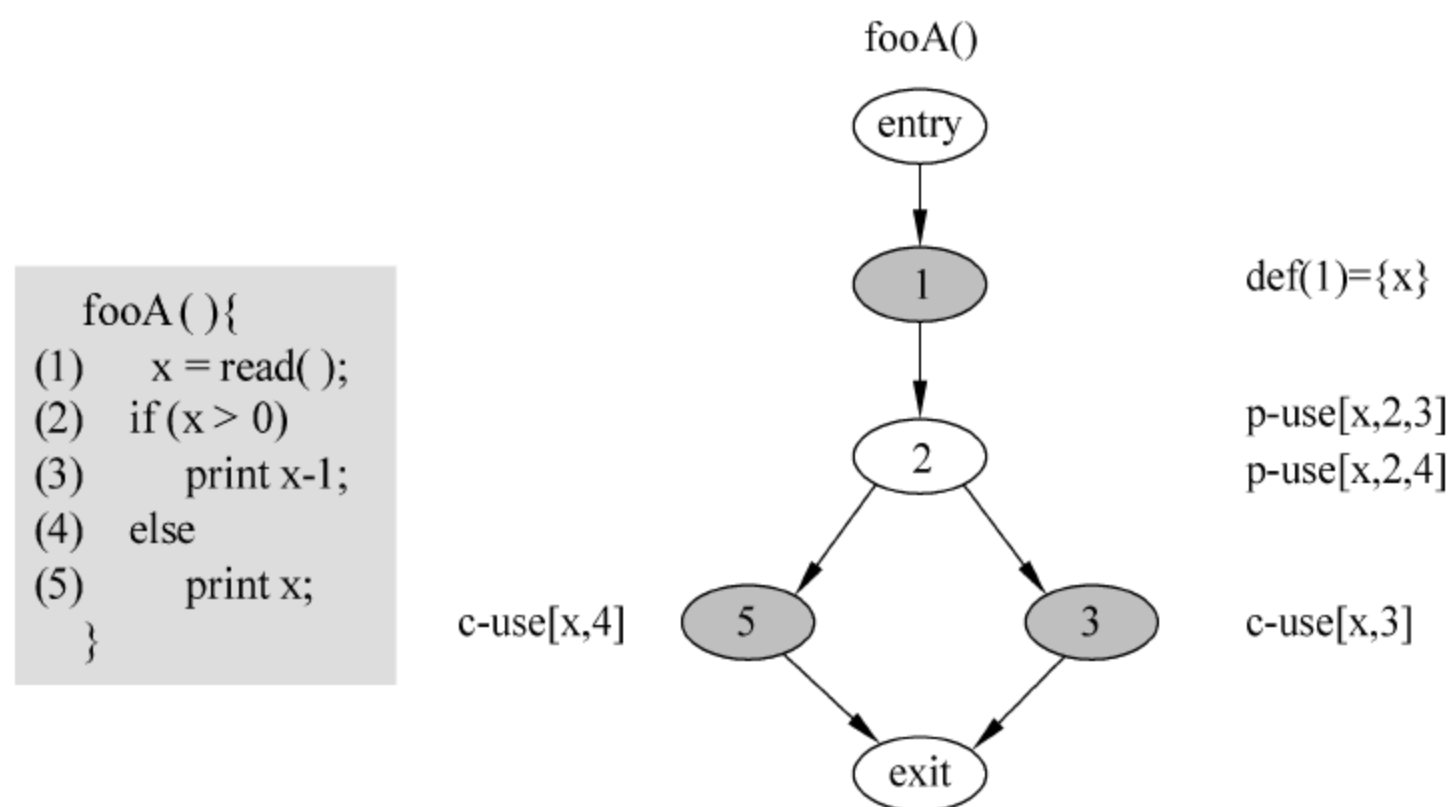 fooA()
entry
1
def(1)={x}
fooA( ){
(1) x = read( );
(2) if (x > 0)
(3) print x-1;
(4) else
(5) print x;
}
2
p-use[x,2,3]
p-use[x,2,4]
c-use[x,4]
5
3
c-use[x,3]
exit